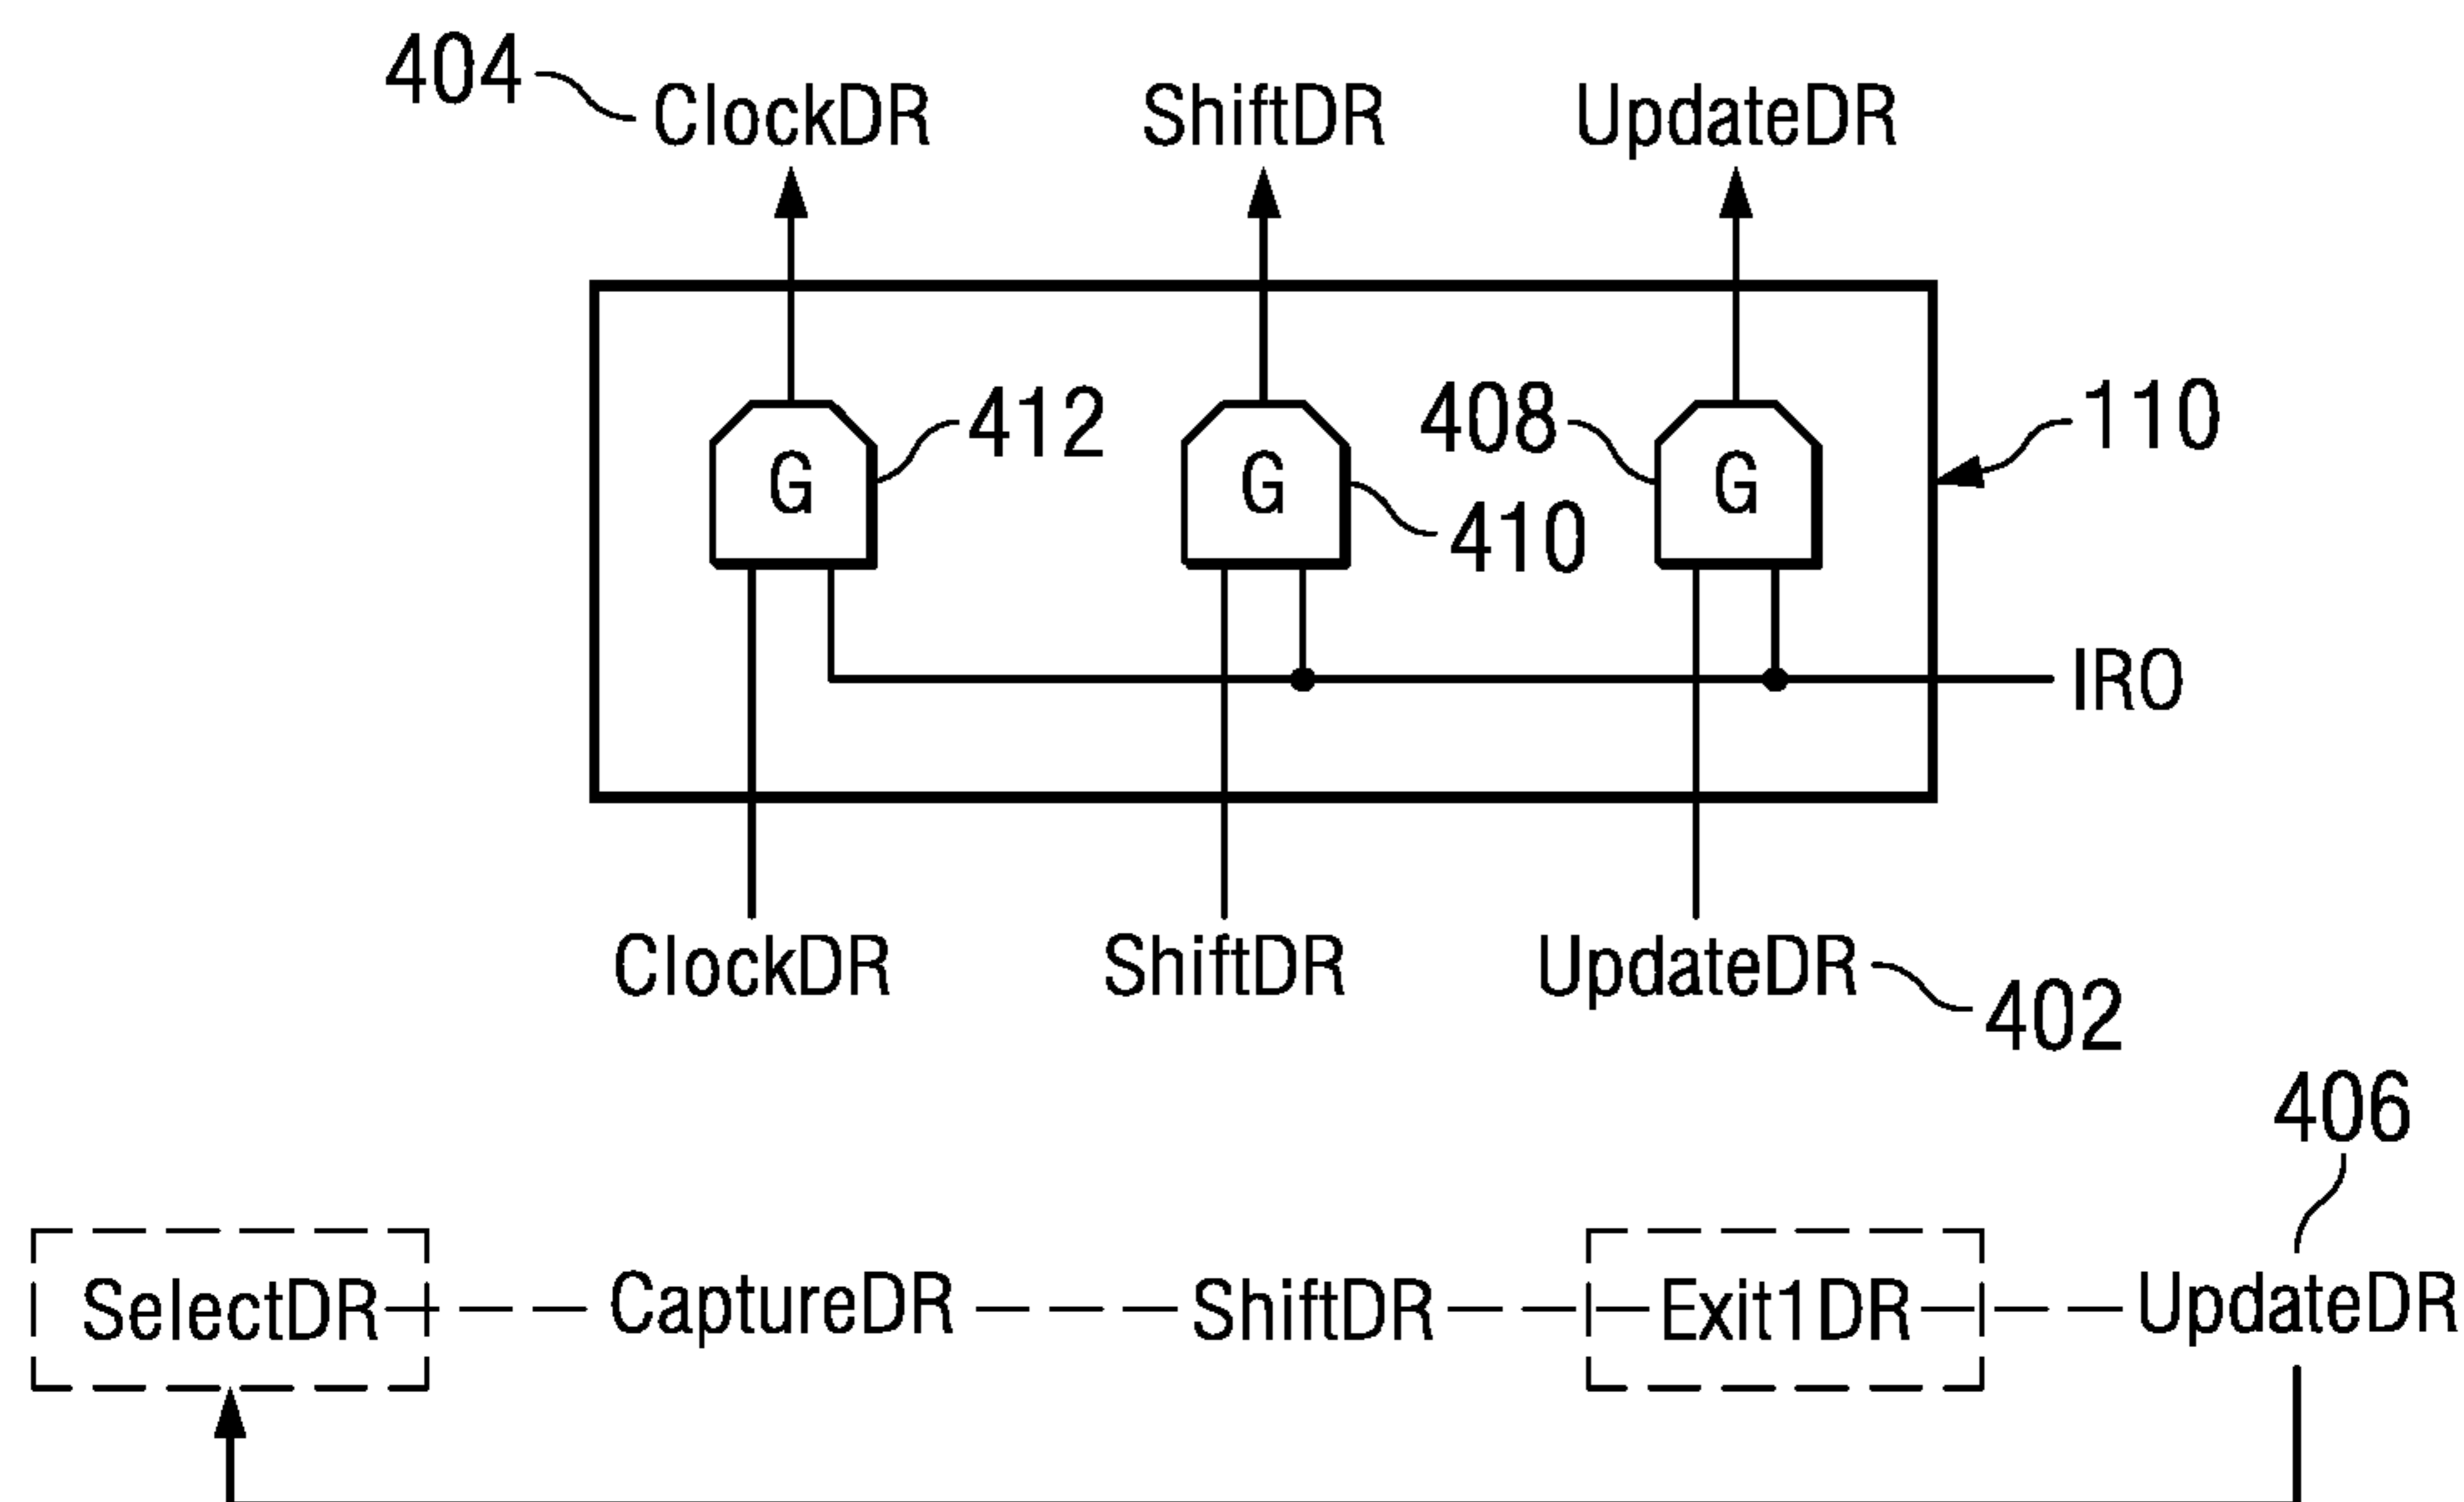 404
ClockDR ShiftDR UpdateDR
G 412 G 410 408 G 110
IRO
ClockDR ShiftDR UpdateDR
402
406
SelectDR CaptureDR ShiftDR Exit1DR UpdateDR